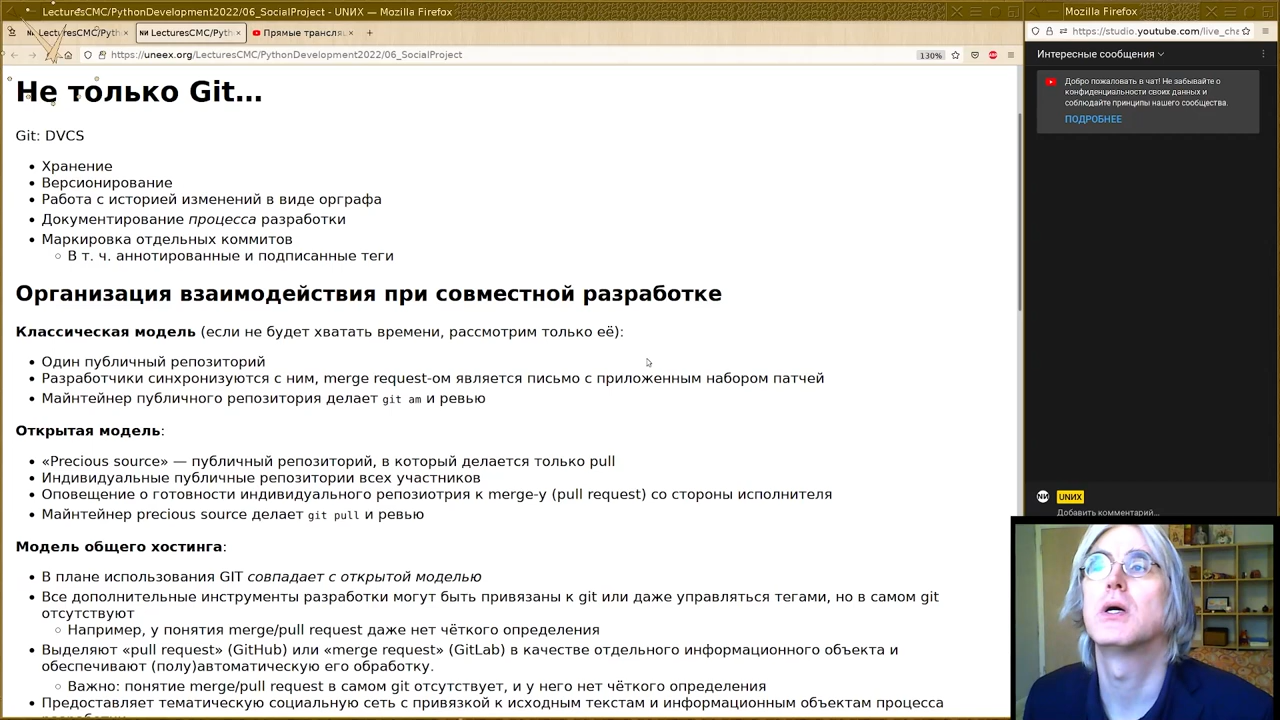 LecturesCMC/PythonDevelopment2022/06_SocialProject - UNИX — Mozilla Firefox
Mozilla Firefox
LecturesCMC/Pyth
LecturesCMC/Pyth
Прямые трансляц
https://uneex.org/LecturesCMC/PythonDevelopment2022/06_SocialProject
130%
https://studio.youtube.com/live_cha
Интересные сообщения
Добро пожаловать в чат! Не забывайте о
конфиденциальности своих данных и
соблюдайте принципы нашего сообщества.
ПОДРОБНЕЕ
Не только Git…
Git: DVCS
Хранение
Версионирование
Работа с историей изменений в виде орграфа
Документирование процесса разработки
Маркировка отдельных коммитов
В т. ч. аннотированные и подписанные теги
Организация взаимодействия при совместной разработке
Классическая модель (если не будет хватать времени, рассмотрим только её):
Один публичный репозиторий
Разработчики синхронизуются с ним, merge request-ом является письмо с приложенным набором патчей
Майнтейнер публичного репозитория делает git am и ревью
Открытая модель:
«Precious source» — публичный репозиторий, в который делается только pull
Индивидуальные публичные репозитории всех участников
Оповещение о готовности индивидуального репозиотрия к merge-у (pull request) со стороны исполнителя
Майнтейнер precious source делает git pull и ревью
Модель общего хостинга:
В плане использования GIT совпадает с открытой моделью
Все дополнительные инструменты разработки могут быть привязаны к git или даже управляться тегами, но в самом git
отсутствуют
Например, у понятия merge/pull request даже нет чёткого определения
Выделяют «pull request» (GitHub) или «merge request» (GitLab) в качестве отдельного информационного объекта и
обеспечивают (полу)автоматическую его обработку.
Важно: понятие merge/pull request в самом git отсутствует, и у него нет чёткого определения
Предоставляет тематическую социальную сеть с привязкой к исходным текстам и информационным объектам процесса
NИ UNИX
Добавить комментарий…